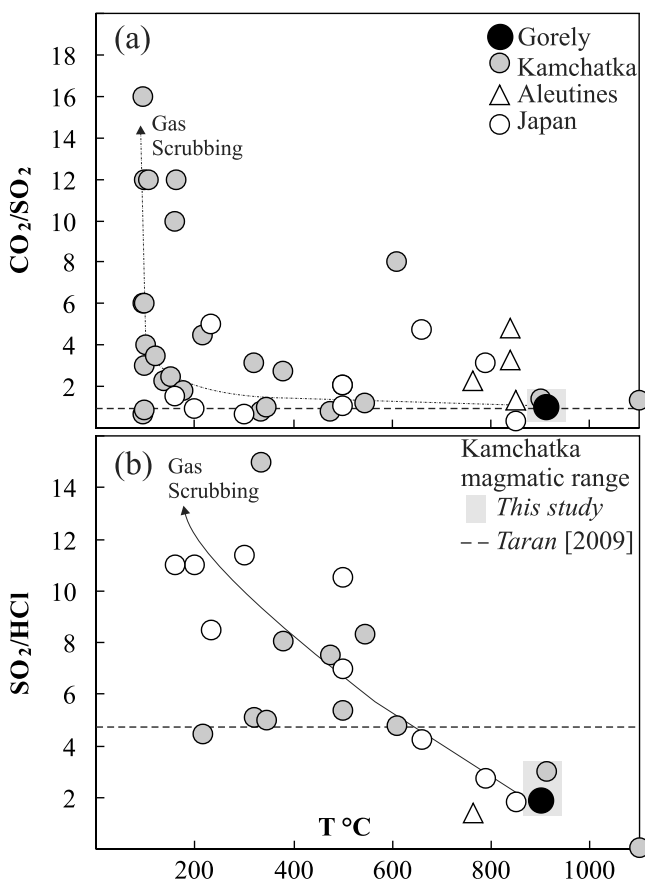 (a)
Gorely
Kamchatka
Aleutines
Japan
Gas
Scrubbing
CO₂/SO₂
18
16
14
12
10
8
6
4
2
(b)
Kamchatka
magmatic range
This study
Taran [2009]
Gas
Scrubbing
SO₂/HCl
14
12
10
8
6
4
2
T °C
200
400
600
800
1000